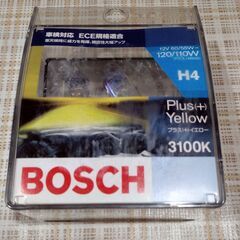 車検対応 ECE規格適合
12V 60/55W→
120/110W
H4
Plus(+)
Yellow
プラス(+)イエロー
3100K
BOSCH